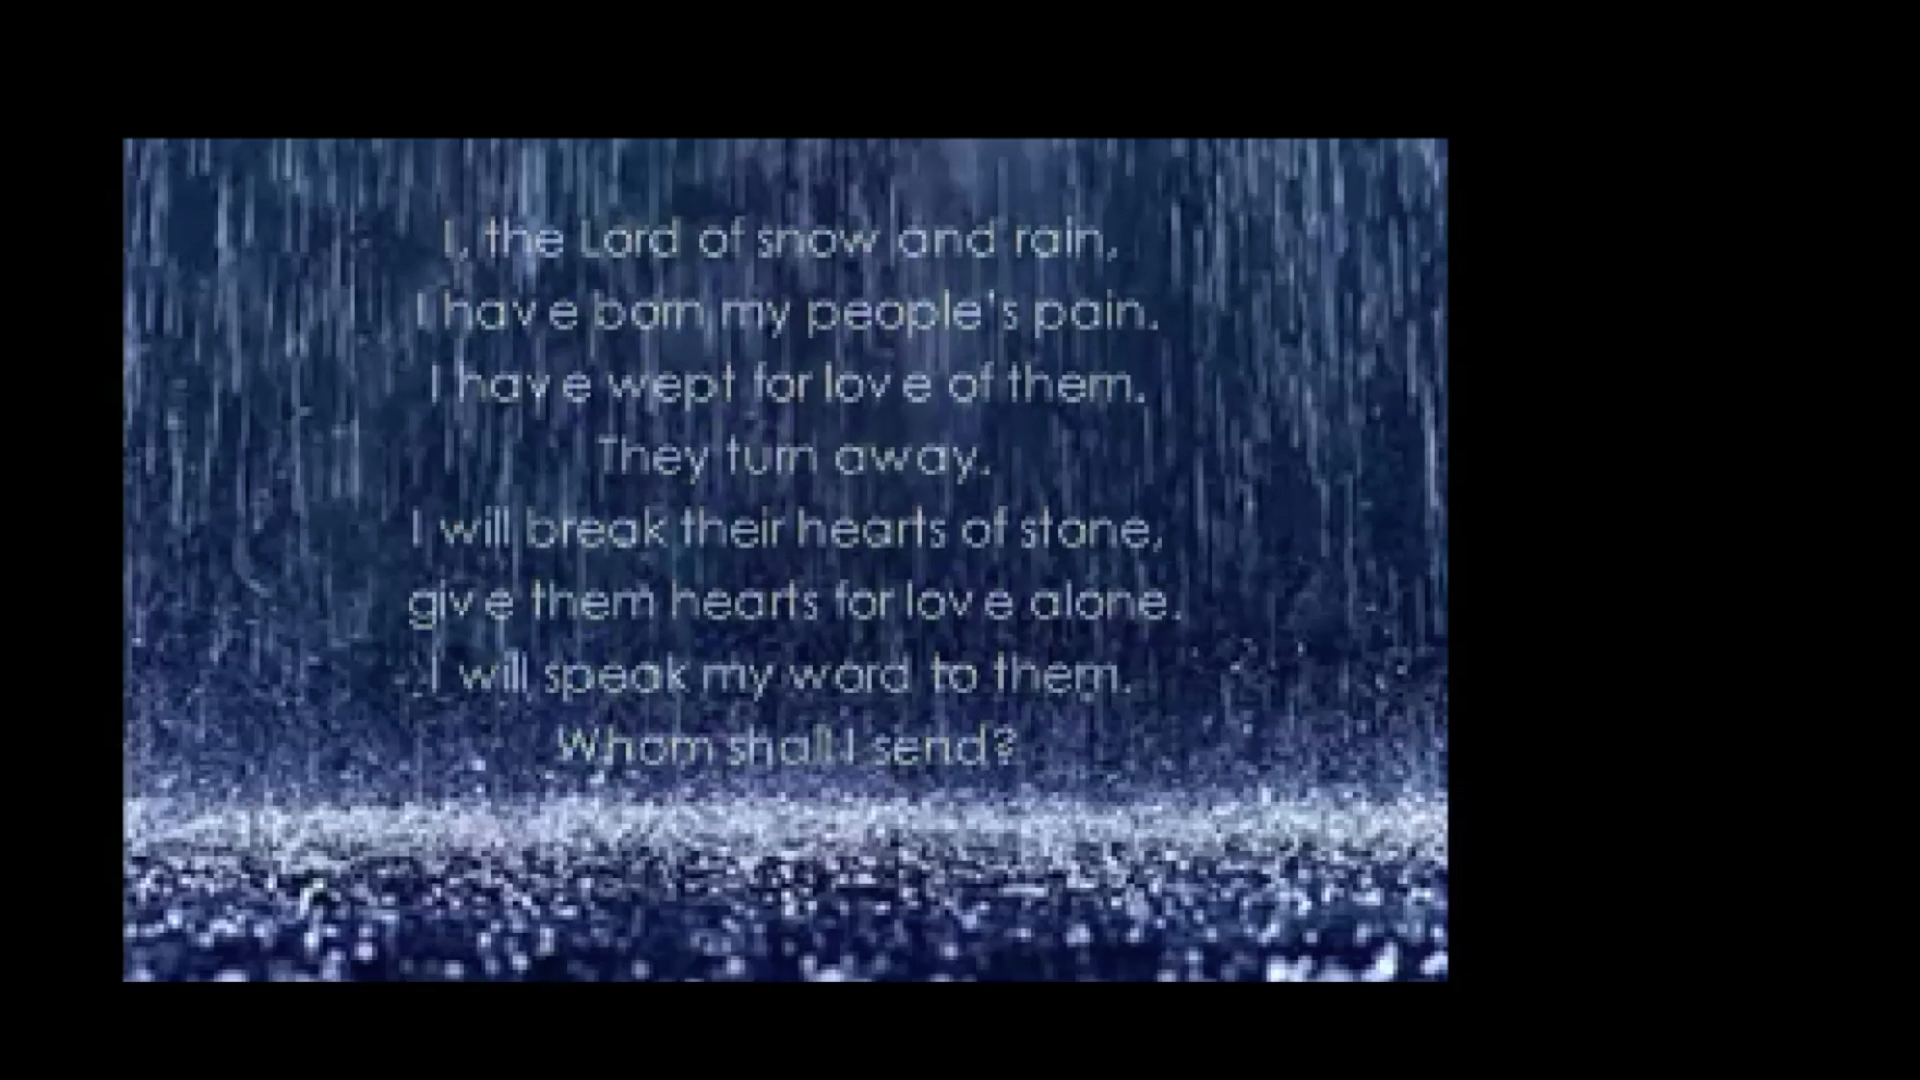 I, the Lord of snow and rain,
I have born my people's pain.
I have wept for love of them.
They turn away.
I will break their hearts of stone,
give them hearts for love alone.
I will speak my word to them.
Whom shall I send?